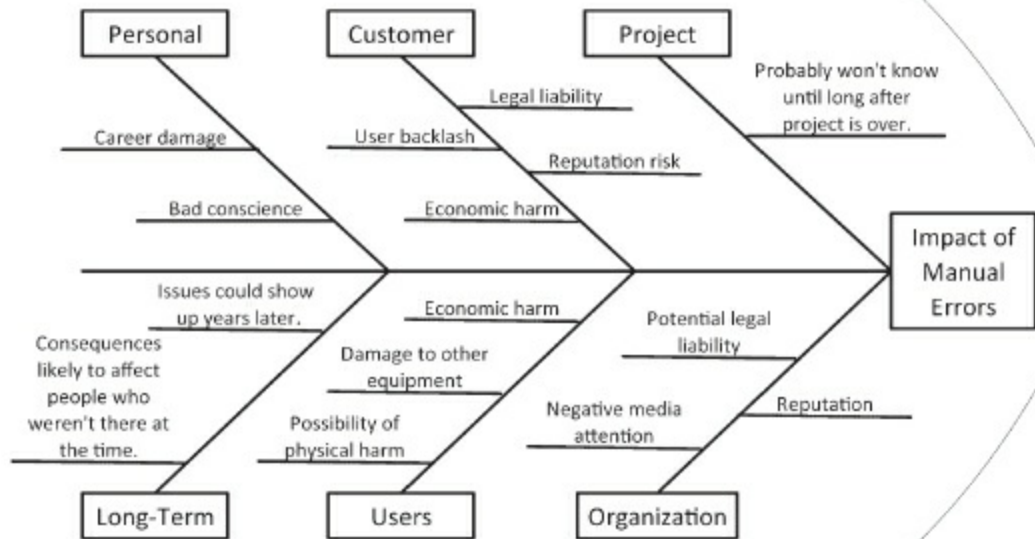 Personal
Customer
Project
Legal liability
Probably won't know
until long after
project is over.
Career damage
User backlash
Reputation risk
Bad conscience
Economic harm
Impact of
Manual
Errors
Issues could show
up years later.
Economic harm
Potential legal
liability
Consequences
likely to affect
people who
weren't there at
the time.
Damage to other
equipment
Reputation
Possibility of
physical harm
Negative media
attention
Long-Term
Users
Organization